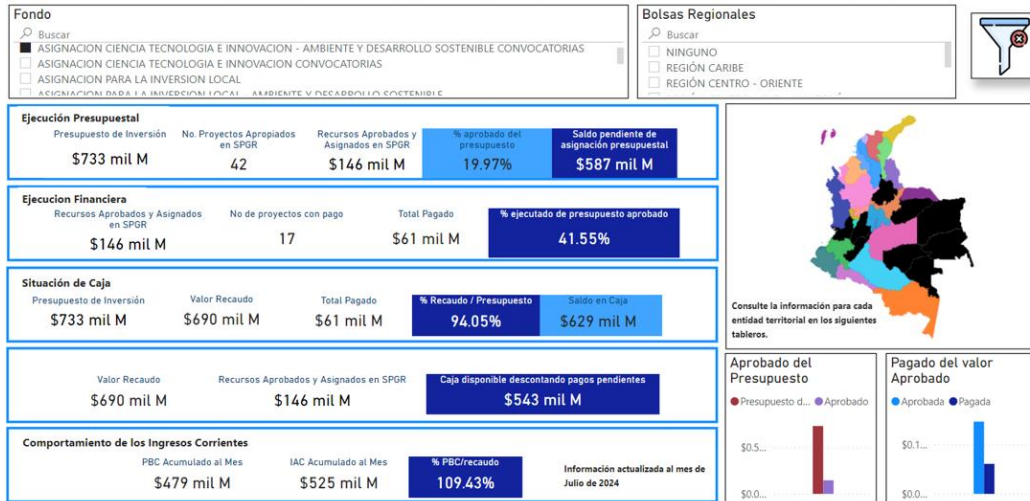 Fondo
Buscar
ASIGNACION CIENCIA TECNOLOGIA E INNOVACION - AMBIENTE Y DESARROLLO SOSTENIBLE CONVOCATORIAS
ASIGNACION CIENCIA TECNOLOGIA E INNOVACION CONVOCATORIAS
ASIGNACION PARA LA INVERSION LOCAL
ASIGNACION PARA LA INVERSION LOCAL - AMBIENTE Y DESARROLLO SOSTENIBLE
Bolsas Regionales
Buscar
NINGUNO
REGIÓN CARIBE
REGIÓN CENTRO - ORIENTE
Ejecución Presupuestal
Presupuesto de Inversión
$733 mil M
No. Proyectos Apropiados
en SPGR
42
Recursos Aprobados y
Asignados en SPGR
$146 mil M
% aprobado del
presupuesto
19.97%
Saldo pendiente de
asignación presupuestal
$587 mil M
Ejecucion Financiera
Recursos Aprobados y Asignados
en SPGR
$146 mil M
No de proyectos con pago
17
Total Pagado
$61 mil M
% ejecutado de presupuesto aprobado
41.55%
Situación de Caja
Presupuesto de Inversión
$733 mil M
Valor Recaudo
$690 mil M
Total Pagado
$61 mil M
% Recaudo / Presupuesto
94.05%
Saldo en Caja
$629 mil M
Valor Recaudo
$690 mil M
Recursos Aprobados y Asignados en SPGR
$146 mil M
Caja disponible descontando pagos pendientes
$543 mil M
Comportamiento de los Ingresos Corrientes
PBC Acumulado al Mes
$479 mil M
IAC Acumulado al Mes
$525 mil M
% PBC/recaudo
109.43%
Información actualizada al mes de
Julio de 2024
Consulte la información para cada
entidad territorial en los siguientes
tableros.
Aprobado del
Presupuesto
Presupuesto d... Aprobado
$0.5...
$0.0...
Pagado del valor
Aprobado
Aprobada Pagada
$0.1...
$0.0...